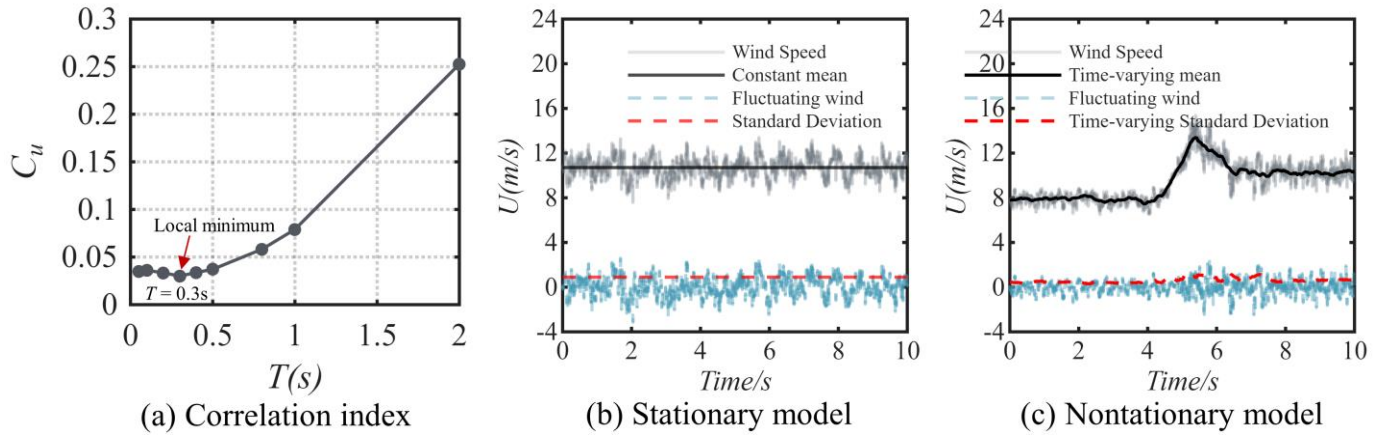 0.3
0.25
0.2
0.15
0.1
0.05
0
C_u
Local minimum
T = 0.3s
0 0.5 1 1.5 2
T(s)
(a) Correlation index
24
20
16
12
8
4
0
-4
U(m/s)
Wind Speed
Constant mean
Fluctuating wind
Standard Deviation
0 2 4 6 8 10
Time/s
(b) Stationary model
24
20
16
12
8
4
0
-4
U(m/s)
Wind Speed
Time-varying mean
Fluctuating wind
Time-varying Standard Deviation
0 2 4 6 8 10
Time/s
(c) Nontationary model